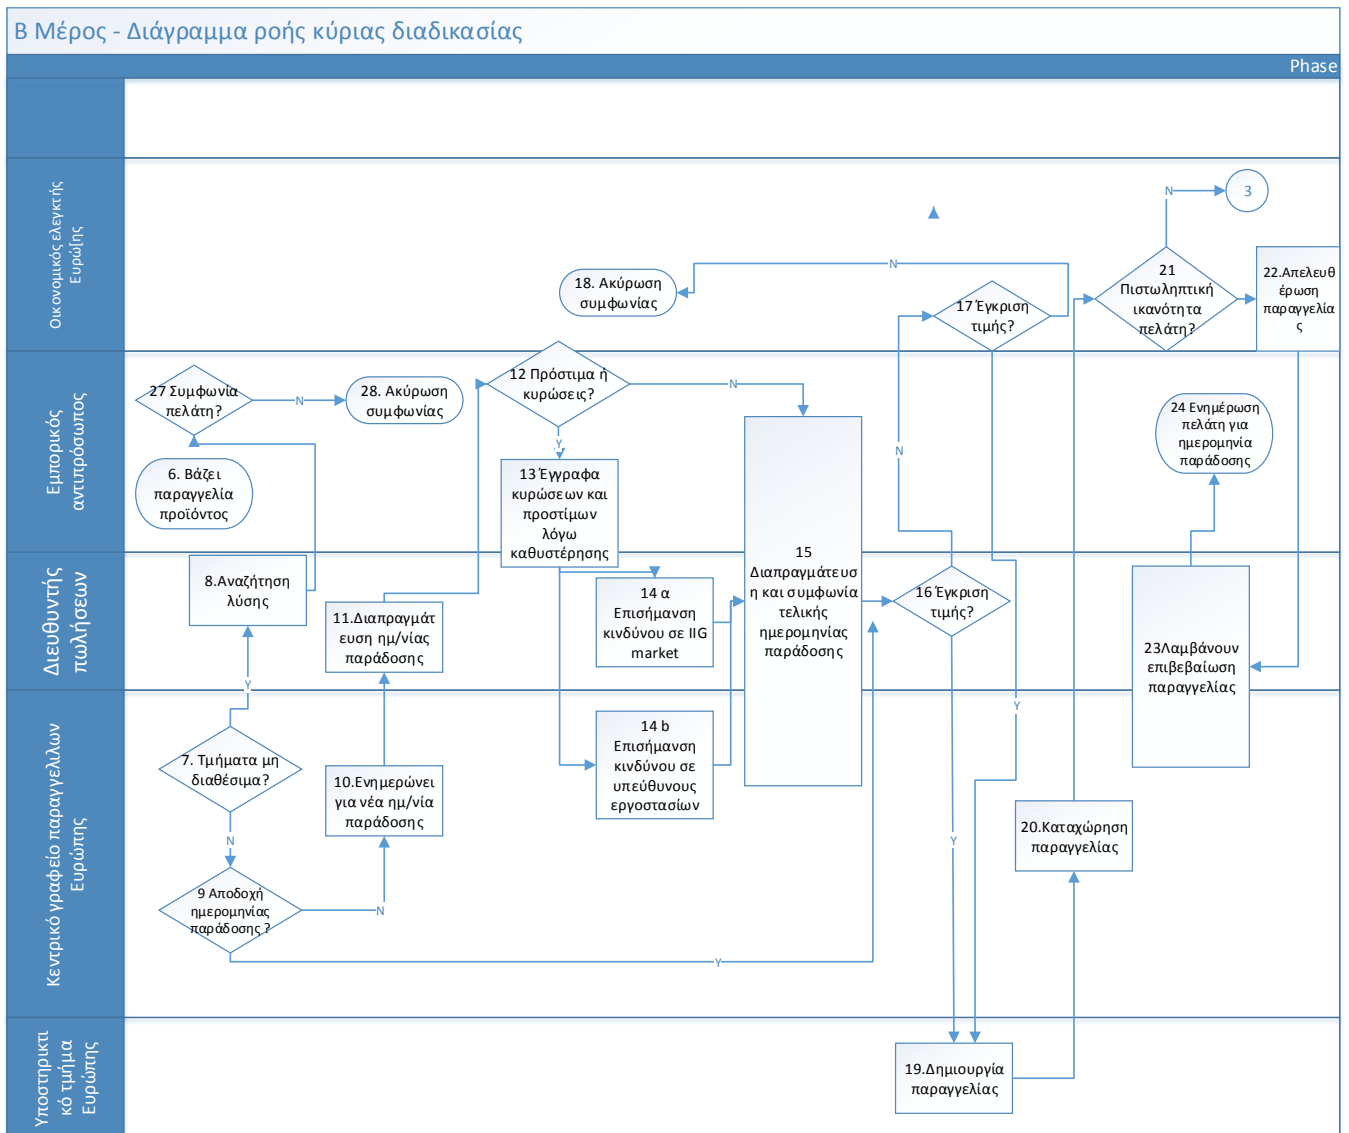 Β Μέρος - Διάγραμμα ροής κύριας διαδικασίας
Phase
Οικονομικός ελεγκτής
Ευρώ[ης
N
3
21
Πιστωληπτική
ικανότητα
πελάτη?
22.Απελευθ
έρωση
παραγγελία
ς
N
18. Ακύρωση
συμφωνίας
17 Έγκριση
τιμής?
Εμπορικός
αντιπρόσωπος
27 Συμφωνία
πελάτη?
N
28. Ακύρωση
συμφωνίας
12 Πρόστιμα ή
κυρώσεις?
N
Y
N
24 Ενημέρωση
πελάτη για
ημερομηνία
παράδοσης
6. Βάζει
παραγγελία
προϊόντος
13 Έγγραφα
κυρώσεων και
προστίμων
λόγω
καθυστέρησης
Διευθυντής
πωλήσεων
8.Αναζήτηση
λύσης
11.Διαπραγμάτ
ευση ημ/νίας
παράδοσης
14 α
Επισήμανση
κινδύνου σε IIG
market
15
Διαπραγμάτευσ
η και συμφωνία
τελικής
ημερομηνίας
παράδοσης
16 Έγκριση
τιμής?
23Λαμβάνουν
επιβεβαίωση
παραγγελίας
Y
Y
Κεντρικό γραφείο παραγγελιλων
Ευρώπης
7. Τμήματα μη
διαθέσιμα?
10.Ενημερώνει
για νέα ημ/νία
παράδοσης
14 b
Επισήμανση
κινδύνου σε
υπεύθυνους
εργοστασίων
N
Y
20.Καταχώρηση
παραγγελίας
9 Αποδοχή
ημερομηνίας
παράδοσης ?
N
Y
Υποστηρικτι
κό τμήμα
Ευρώπης
19.Δημιουργία
παραγγελίας